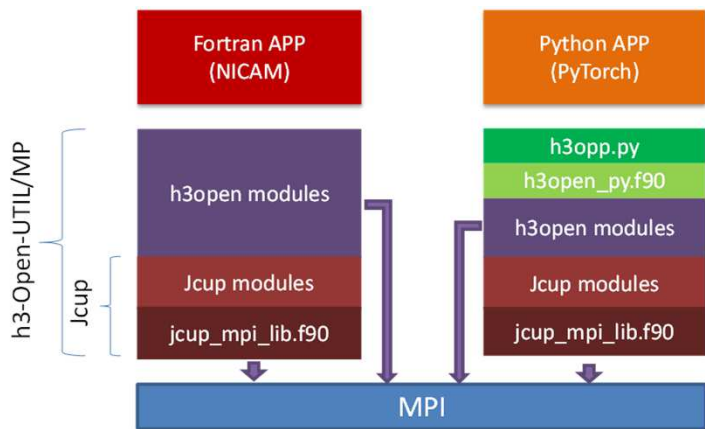 Fortran APP
(NICAM)
Python APP
(PyTorch)
h3-Open-UTIL/MP
Jcup
h3open modules
Jcup modules
jcup_mpi_lib.f90
h3opp.py
h3open_py.f90
h3open modules
Jcup modules
jcup_mpi_lib.f90
MPI